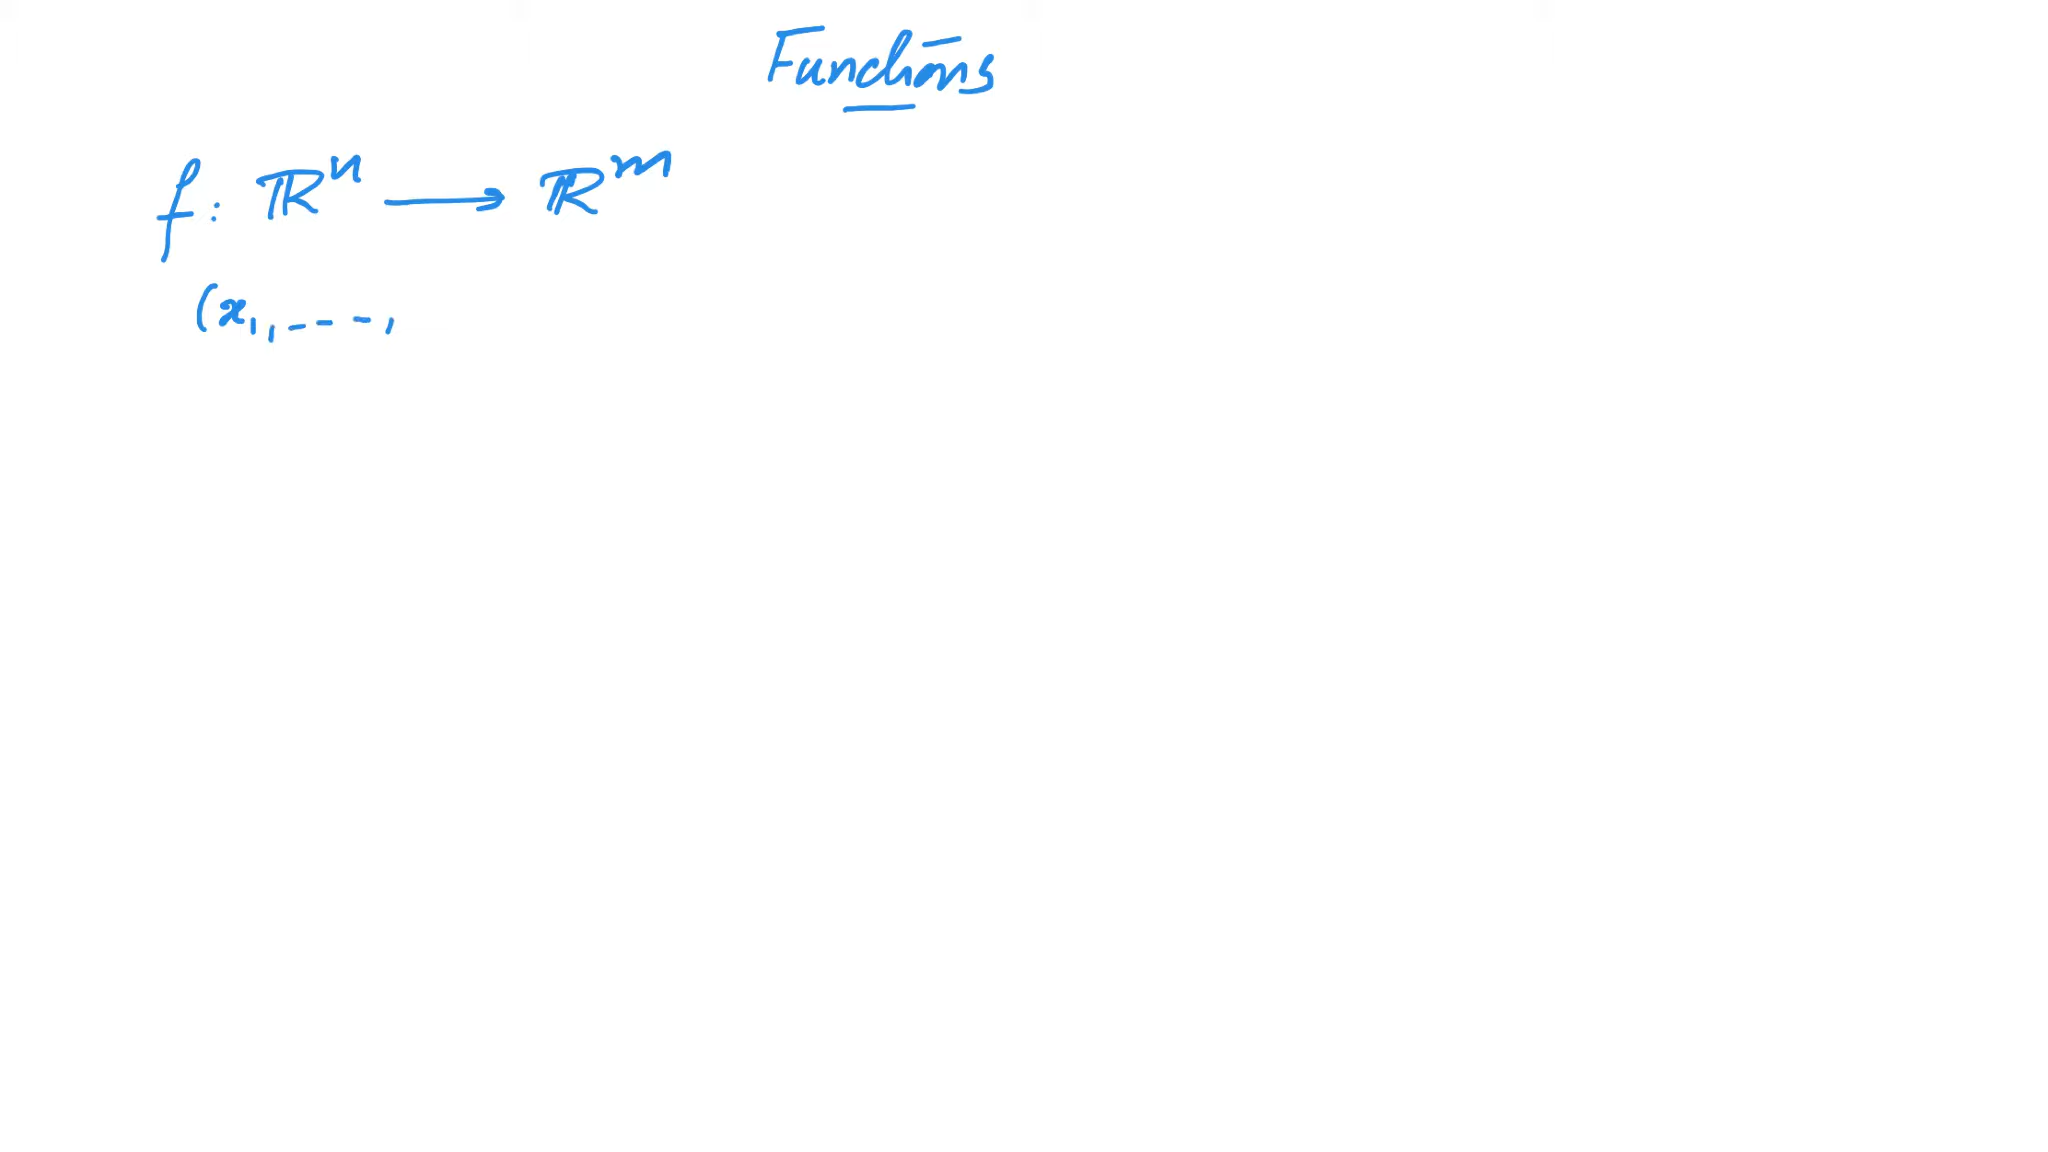 Functions
f: ℝⁿ ⟶ ℝᵐ
(x₁, - - - -,